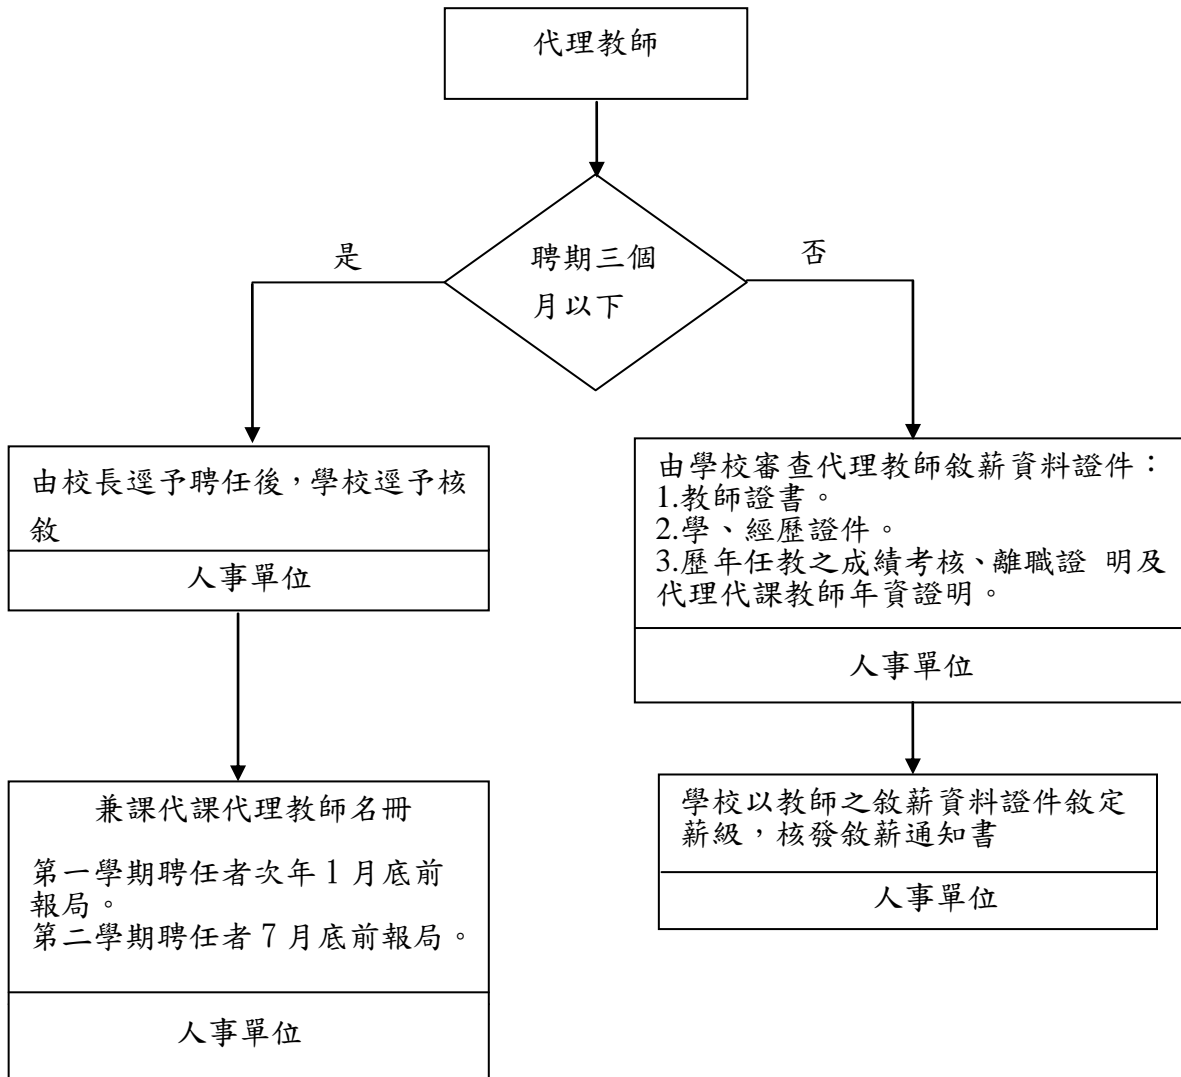 代理教師
聘期三個
月以下
是
否
由校長逕予聘任後，學校逕予核
敘
人事單位
由學校審查代理教師敘薪資料證件：
1.教師證書。
2.學、經歷證件。
3.歷年任教之成績考核、離職證 明及
代理代課教師年資證明。
人事單位
兼課代課代理教師名冊
第一學期聘任者次年 1 月底前
報局。
第二學期聘任者 7 月底前報局。
人事單位
學校以教師之敘薪資料證件敘定
薪級，核發敘薪通知書
人事單位